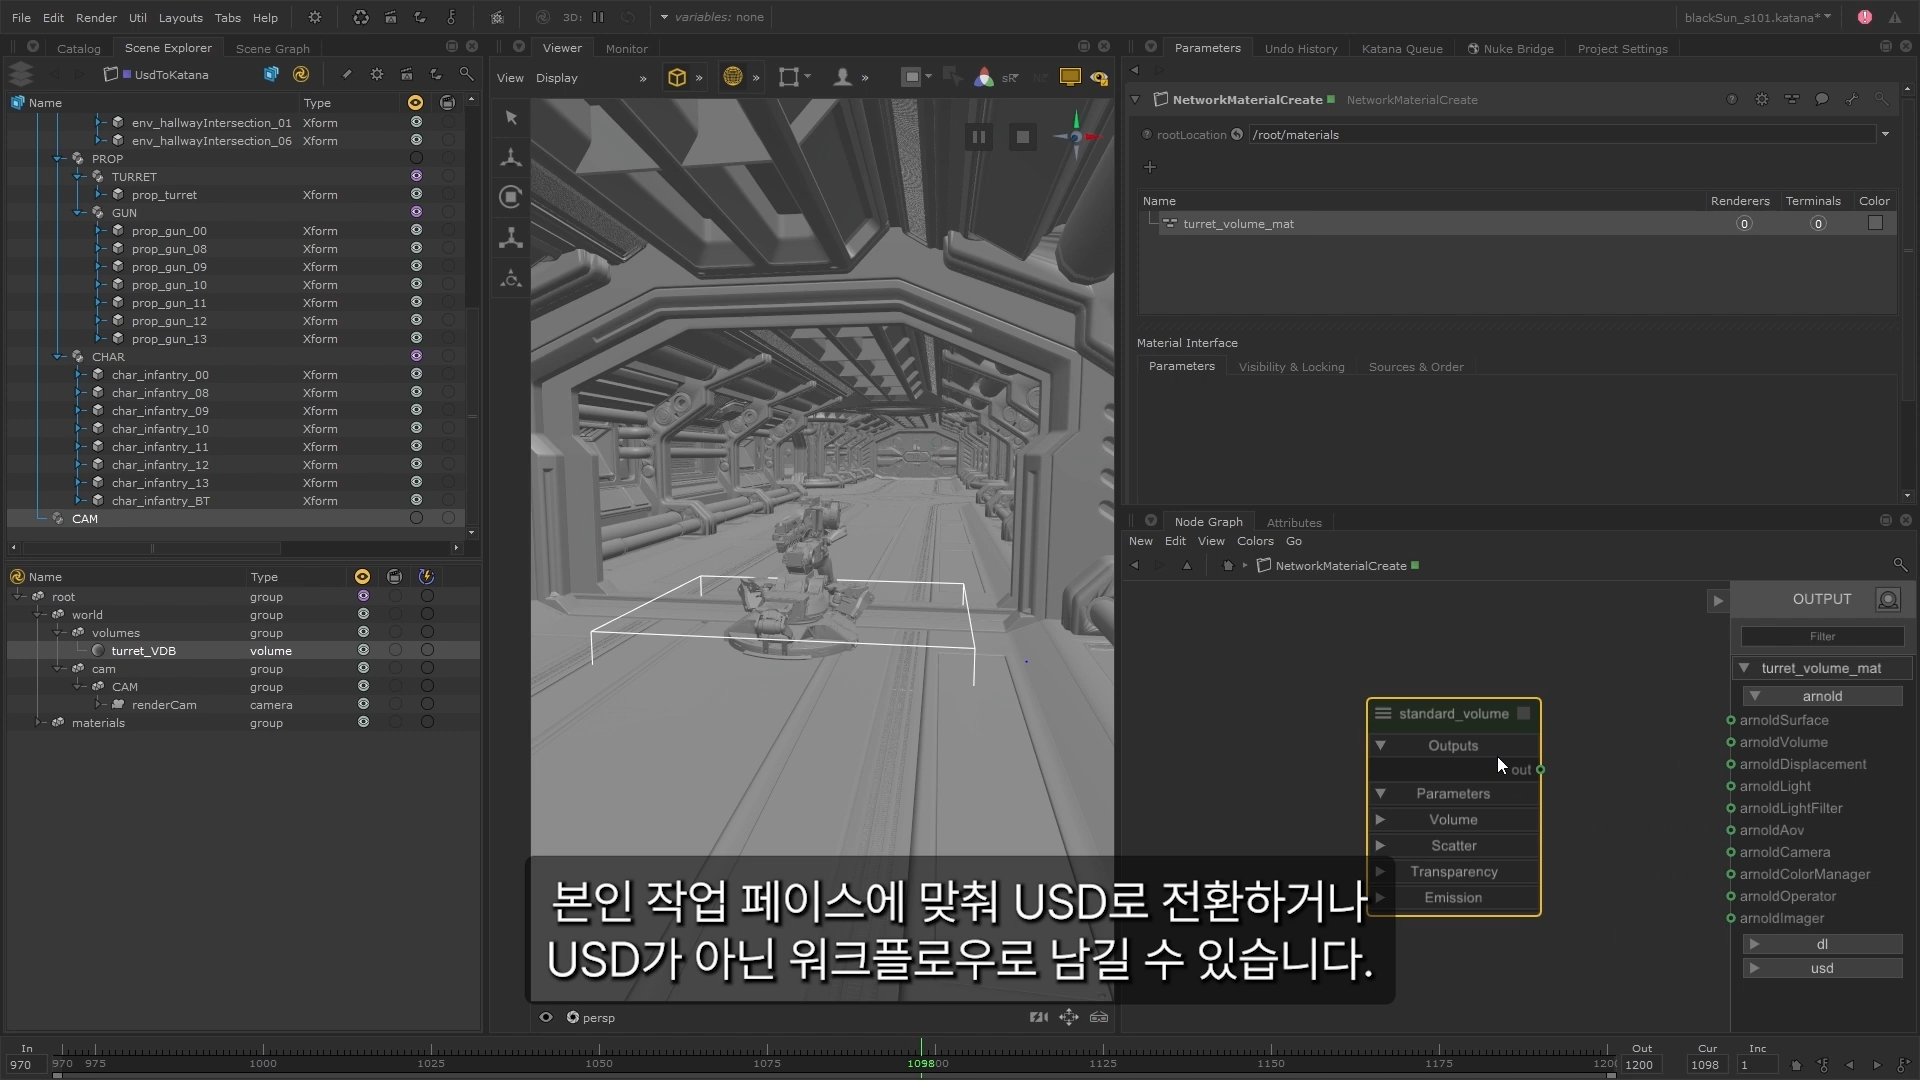 File Edit Render Util Layouts Tabs Help 3D: variables: none blackSun_s101.katana*
Catalog Scene Explorer Scene Graph
UsdToKatana
Name Type
env_hallwayIntersection_01 Xform
env_hallwayIntersection_06 Xform
PROP
TURRET
prop_turret Xform
GUN
prop_gun_00 Xform
prop_gun_08 Xform
prop_gun_09 Xform
prop_gun_10 Xform
prop_gun_11 Xform
prop_gun_12 Xform
prop_gun_13 Xform
CHAR
char_infantry_00 Xform
char_infantry_08 Xform
char_infantry_09 Xform
char_infantry_10 Xform
char_infantry_11 Xform
char_infantry_12 Xform
char_infantry_13 Xform
char_infantry_BT Xform
CAM
Name Type
root group
world group
volumes group
turret_VDB volume
cam group
CAM group
renderCam camera
materials group
Viewer Monitor
View Display » » » » sR
persp
Parameters Undo History Katana Queue Nuke Bridge Project Settings
NetworkMaterialCreate NetworkMaterialCreate
rootLocation /root/materials
Name Renderers Terminals Color
turret_volume_mat 0 0
Material Interface
Parameters Visibility & Locking Sources & Order
Node Graph Attributes
New Edit View Colors Go
NetworkMaterialCreate
standard_volume
Outputs
out
Parameters
Volume
Scatter
Transparency
Emission
OUTPUT
Filter
turret_volume_mat
arnold
arnoldSurface
arnoldVolume
arnoldDisplacement
arnoldLight
arnoldLightFilter
arnoldAov
arnoldCamera
arnoldColorManager
arnoldOperator
arnoldImager
dl
usd
본인 작업 페이스에 맞춰 USD로 전환하거나
USD가 아닌 워크플로우로 남길 수 있습니다.
In Out Cur Inc
970 970 975 1000 1025 1050 1075 1098 1125 1150 1175 1200 1098 1